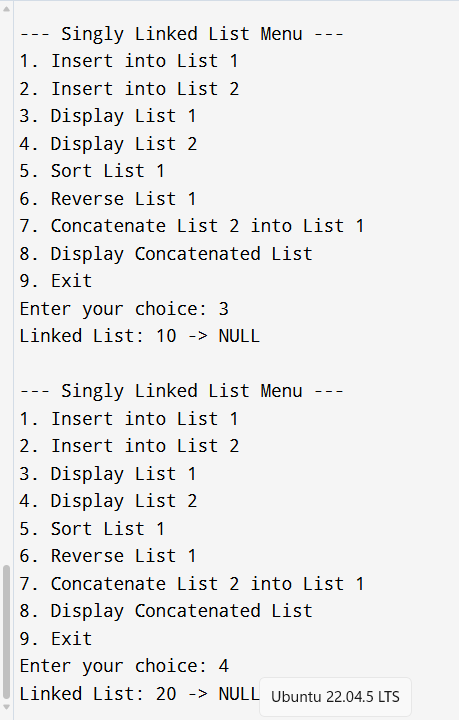 --- Singly Linked List Menu ---
1. Insert into List 1
2. Insert into List 2
3. Display List 1
4. Display List 2
5. Sort List 1
6. Reverse List 1
7. Concatenate List 2 into List 1
8. Display Concatenated List
9. Exit
Enter your choice: 3
Linked List: 10 -> NULL

--- Singly Linked List Menu ---
1. Insert into List 1
2. Insert into List 2
3. Display List 1
4. Display List 2
5. Sort List 1
6. Reverse List 1
7. Concatenate List 2 into List 1
8. Display Concatenated List
9. Exit
Enter your choice: 4
Linked List: 20 -> NULL
Ubuntu 22.04.5 LTS